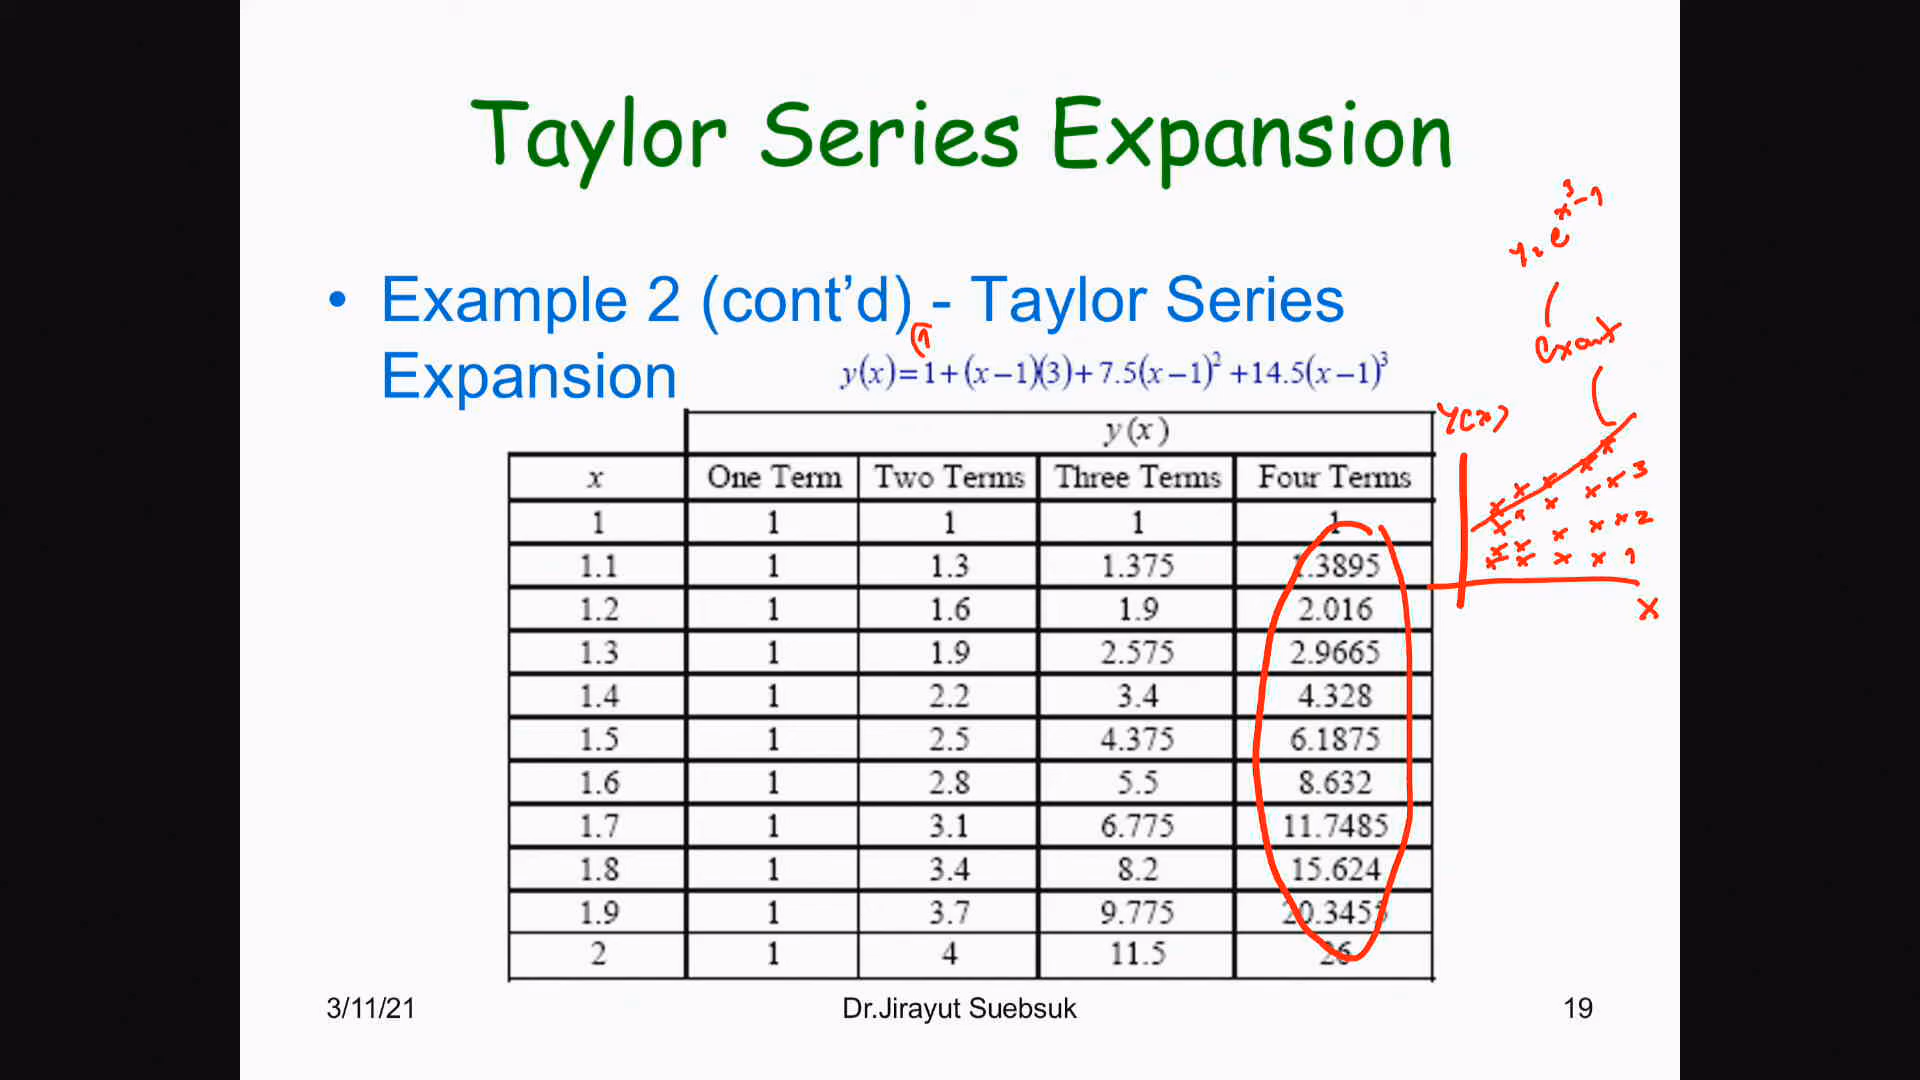 Taylor Series Expansion
y = e^x³-1
• Example 2 (cont’d) - Taylor Series
Expansion
exact
1
y(x)=1+(x−1)(3)+7.5(x−1)²+14.5(x−1)³
y(x)
y(x)
x One Term Two Terms Three Terms Four Terms
1 1 1 1 1
1.1 1 1.3 1.375 1.3895
1.2 1 1.6 1.9 2.016
1.3 1 1.9 2.575 2.9665
1.4 1 2.2 3.4 4.328
1.5 1 2.5 4.375 6.1875
1.6 1 2.8 5.5 8.632
1.7 1 3.1 6.775 11.7485
1.8 1 3.4 8.2 15.624
1.9 1 3.7 9.775 20.3455
2 1 4 11.5 26
3
2
1
x
3/11/21 Dr.Jirayut Suebsuk 19